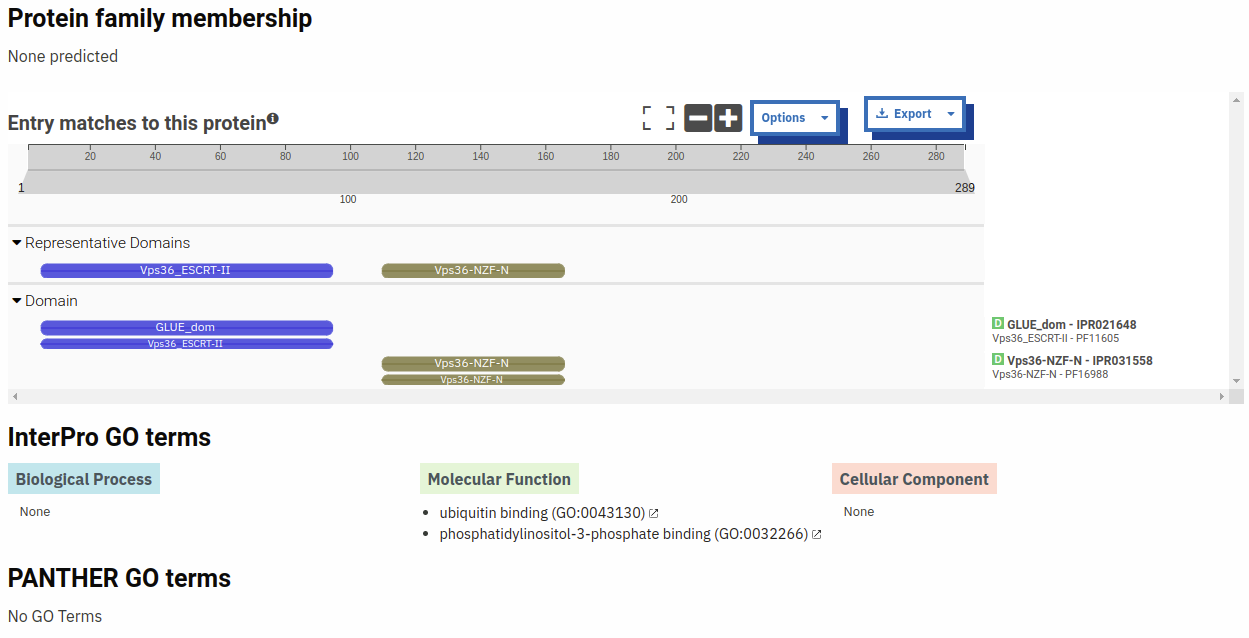 Protein family membership
None predicted
Entry matches to this protein
Options
Export
20 40 60 80 100 120 140 160 180 200 220 240 260 280
1 289
100 200
Representative Domains
Vps36_ESCRT-II Vps36-NZF-N
Domain
GLUE_dom
D GLUE_dom - IPR021648
Vps36_ESCRT-II
Vps36_ESCRT-II - PF11605
Vps36-NZF-N
D Vps36-NZF-N - IPR031558
Vps36-NZF-N
Vps36-NZF-N - PF16988
InterPro GO terms
Biological Process
None
Molecular Function
ubiquitin binding (GO:0043130)
phosphatidylinositol-3-phosphate binding (GO:0032266)
Cellular Component
None
PANTHER GO terms
No GO Terms